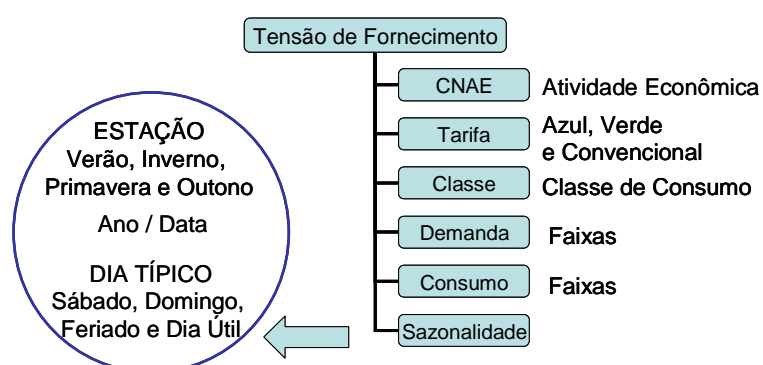 Tensão de Fornecimento
CNAE
Atividade Econômica
Tarifa
Azul, Verde
e Convencional
Classe
Classe de Consumo
Demanda
Faixas
Consumo
Faixas
Sazonalidade
ESTAÇÃO
Verão, Inverno,
Primavera e Outono
Ano / Data
DIA TÍPICO
Sábado, Domingo,
Feriado e Dia Útil